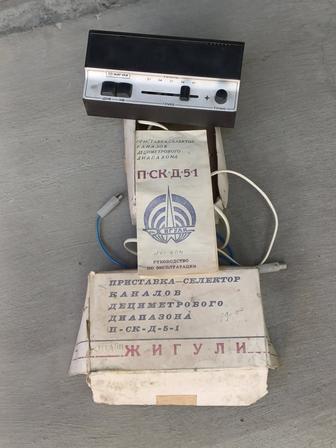 ПРИСТАВКА-СЕЛЕКТОР
КАНАЛОВ
ДЕЦИМЕТРОВОГО
ДИАПАЗОНА
П·СК·Д·5·1
ЖИГУЛИ
РУКОВОДСТВО
ПО ЭКСПЛУАТАЦИИ
ПРИСТАВКА—СЕЛЕКТОР
КАНАЛОВ
ДЕЦИМЕТРОВОГО
ДИАПАЗОНА
П-СК-Д-5-1
ЖИГУЛИ